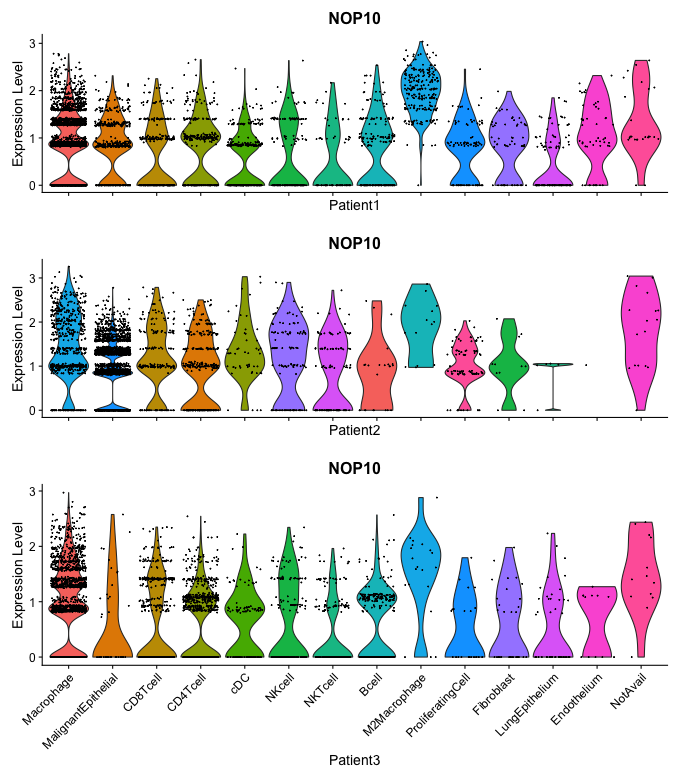 NOP10
Expression Level
3
2
1
0
Patient1
NOP10
Expression Level
3
2
1
0
Patient2
NOP10
Expression Level
3
2
1
0
Macrophage
MalignantEpithelial
CD8Tcell
CD4Tcell
cDC
NKcell
NKTcell
Bcell
M2Macrophage
ProliferatingCell
Fibroblast
LungEpithelium
Endothelium
NotAvail
Patient3